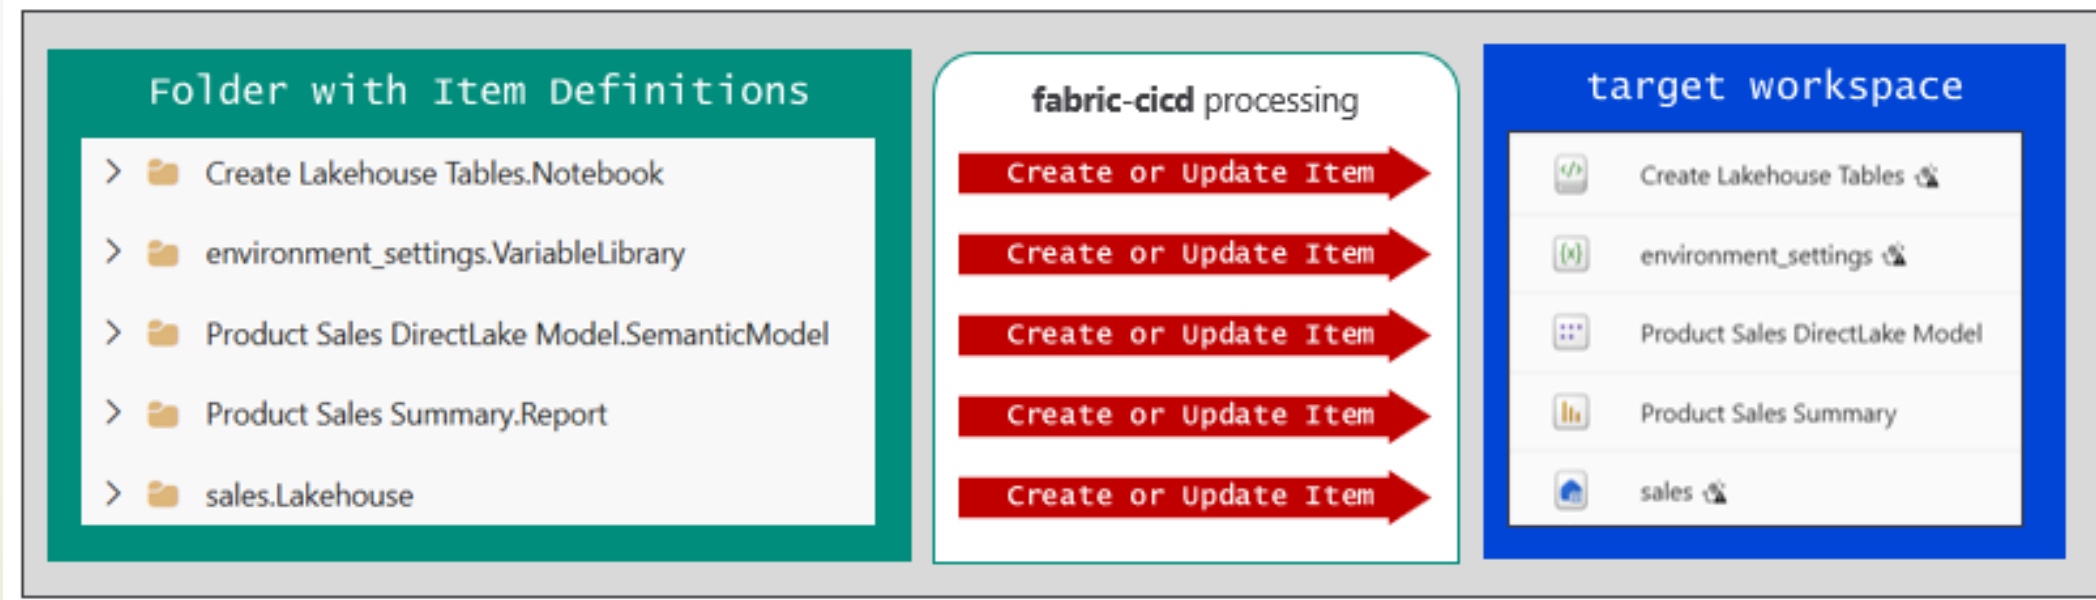 Folder with Item Definitions
Create Lakehouse Tables.Notebook
environment_settings.VariableLibrary
Product Sales DirectLake Model.SemanticModel
Product Sales Summary.Report
sales.Lakehouse
fabric-cicd processing
Create or Update Item
Create or Update Item
Create or Update Item
Create or Update Item
Create or Update Item
target workspace
</> Create Lakehouse Tables
(x) environment_settings
Product Sales DirectLake Model
Product Sales Summary
sales